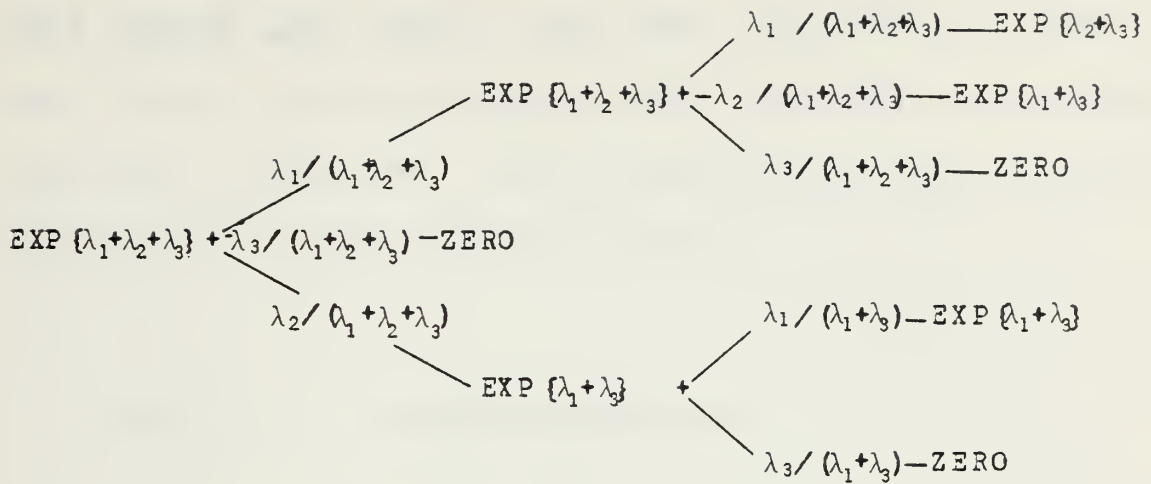 λ1 / (λ1+λ2+λ3) — EXP {λ2+λ3}
EXP {λ1+λ2+λ3} + λ2 / (λ1+λ2+λ3) — EXP {λ1+λ3}
λ1 / (λ1+λ2+λ3)
λ3 / (λ1+λ2+λ3) — ZERO
EXP {λ1+λ2+λ3} + λ3 / (λ1+λ2+λ3) — ZERO
λ2 / (λ1+λ2+λ3)
λ1 / (λ1+λ3) — EXP {λ1+λ3}
EXP {λ1+λ3} +
λ3 / (λ1+λ3) — ZERO